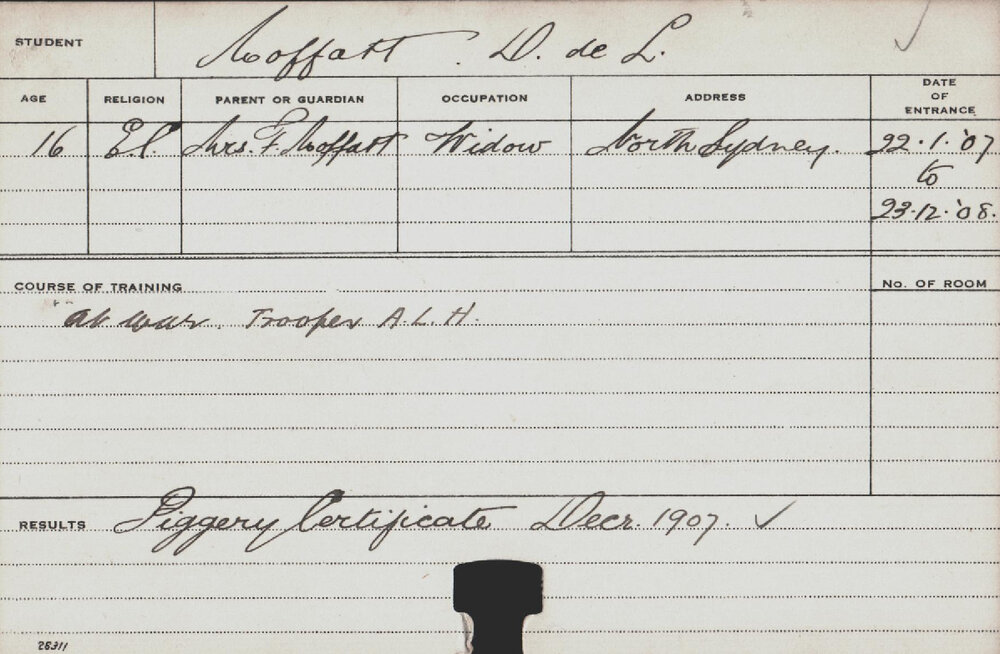 STUDENT Moffatt. D. de L.
AGE RELIGION PARENT OR GUARDIAN OCCUPATION ADDRESS DATE OF ENTRANCE
16 E.C. Mrs. F. Moffatt Widow North Sydney. 22.1.'07
to
23.12.'08.
COURSE OF TRAINING No. OF ROOM
at war. Trooper A.L.H.
RESULTS Piggery Certificate Decr. 1907. ✓
26311